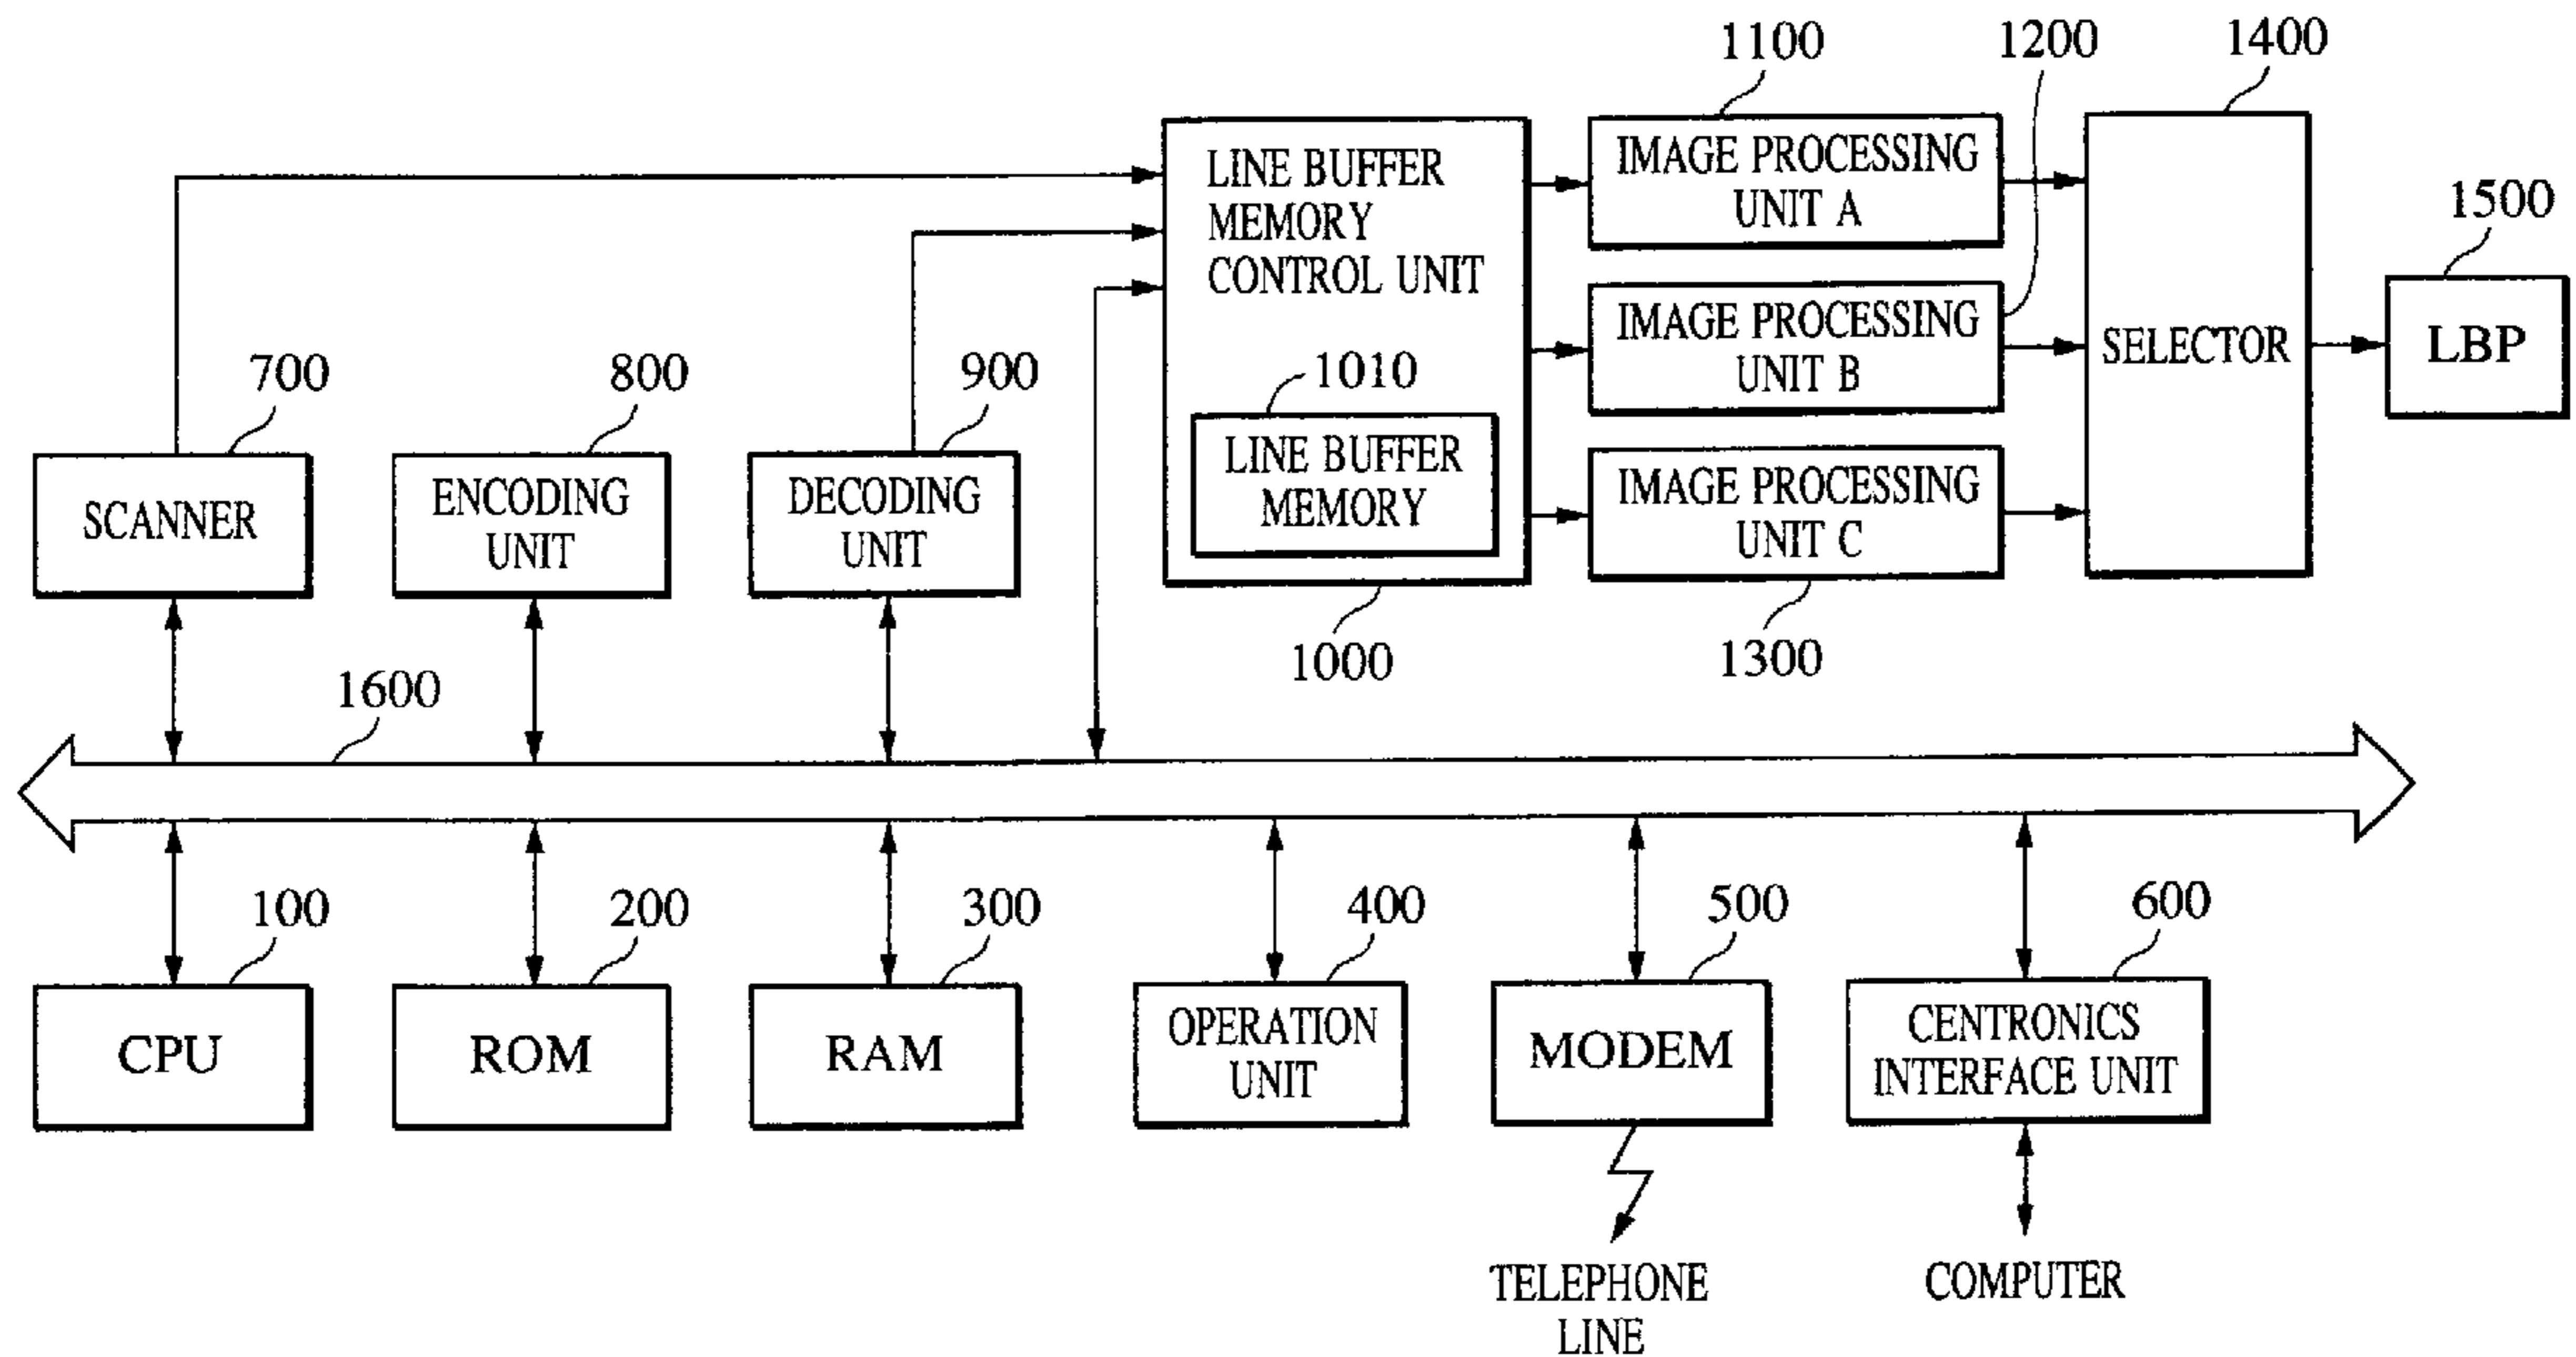 1100
1200
1400
LINE BUFFER
MEMORY
CONTROL UNIT
IMAGE PROCESSING
UNIT A
1500
IMAGE PROCESSING
UNIT B
SELECTOR
LBP
700
800
900
1010
LINE BUFFER
MEMORY
IMAGE PROCESSING
UNIT C
SCANNER
ENCODING
UNIT
DECODING
UNIT
1000
1300
1600
100
200
300
400
500
600
CPU
ROM
RAM
OPERATION
UNIT
MODEM
CENTRONICS
INTERFACE UNIT
TELEPHONE
LINE
COMPUTER